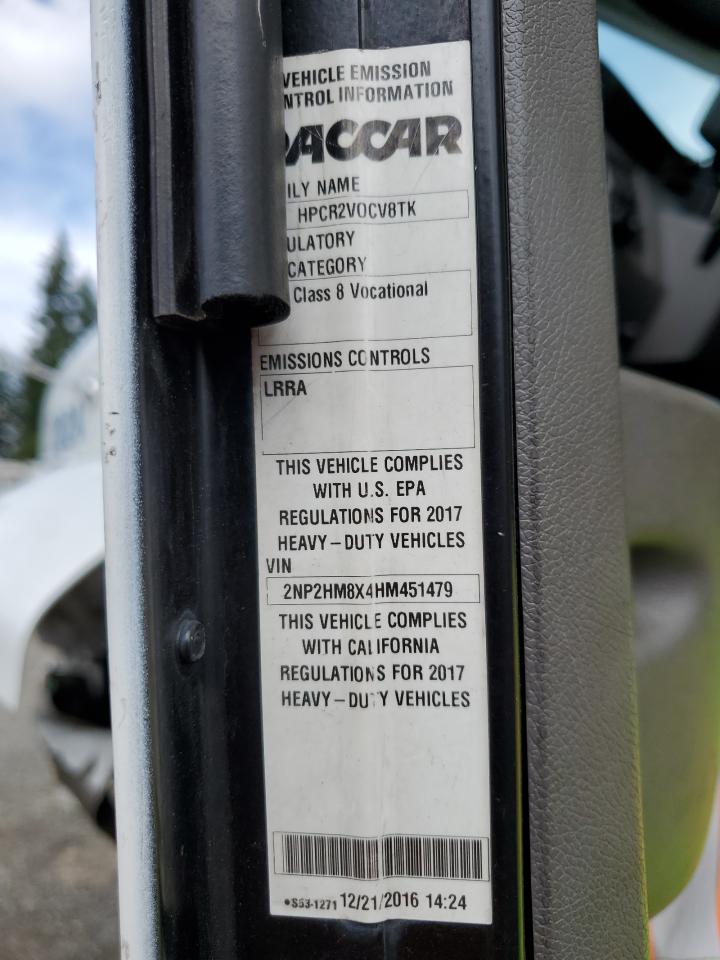 VEHICLE EMISSION
NTROL INFORMATION
PACCAR
ILY NAME
HPCR2VOCV8TK
ULATORY
CATEGORY
Class 8 Vocational
EMISSIONS CONTROLS
LRRA
THIS VEHICLE COMPLIES
WITH U.S. EPA
REGULATIONS FOR 2017
HEAVY-DUTY VEHICLES
VIN
2NP2HM8X4HM451479
THIS VEHICLE COMPLIES
WITH CALIFORNIA
REGULATIONS FOR 2017
HEAVY-DUTY VEHICLES
•S53-1271 12/21/2016 14:24